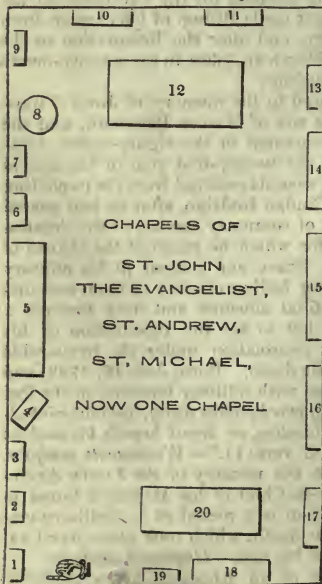 10 11
9
12 13
8
14
7
6
CHAPELS OF
ST. JOHN
THE EVANGELIST,
15
5
ST. ANDREW,
ST, MICHAEL,
4
16
NOW ONE CHAPEL
3
2
20
17
1
19 18